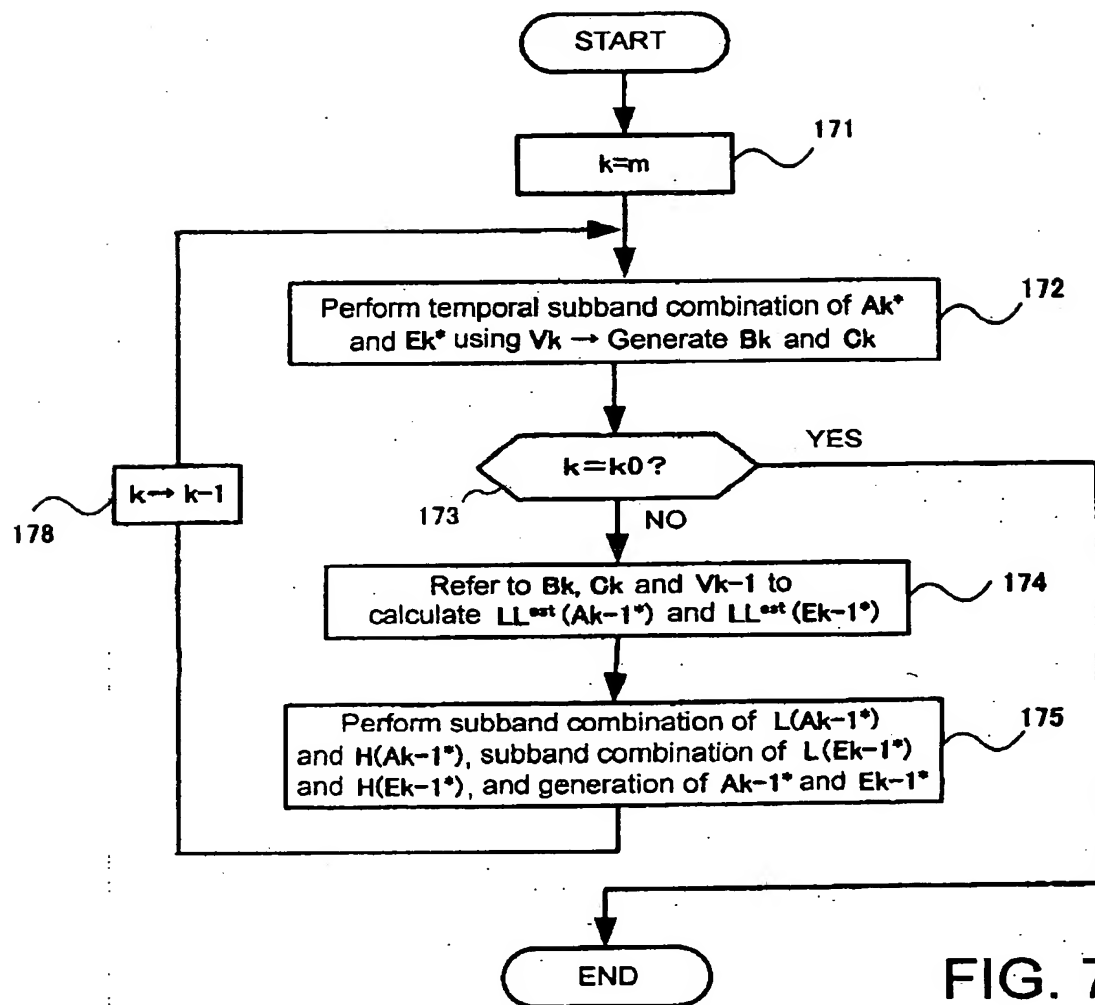 START
171
k=m
172
Perform temporal subband combination of Ak*
and Ek* using Vk → Generate Bk and Ck
YES
k=k0?
k→ k-1
178
173
NO
174
Refer to Bk, Ck and Vk-1 to
calculate LLest(Ak-1*) and LLest(Ek-1*)
175
Perform subband combination of L(Ak-1*)
and H(Ak-1*), subband combination of L(Ek-1*)
and H(Ek-1*), and generation of Ak-1* and Ek-1*
END
FIG. 7